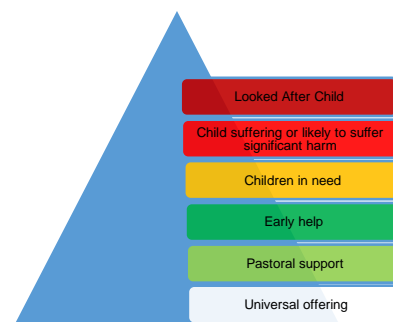 Looked After Child
Child suffering or likely to suffer
significant harm
Children in need
Early help
Pastoral support
Universal offering